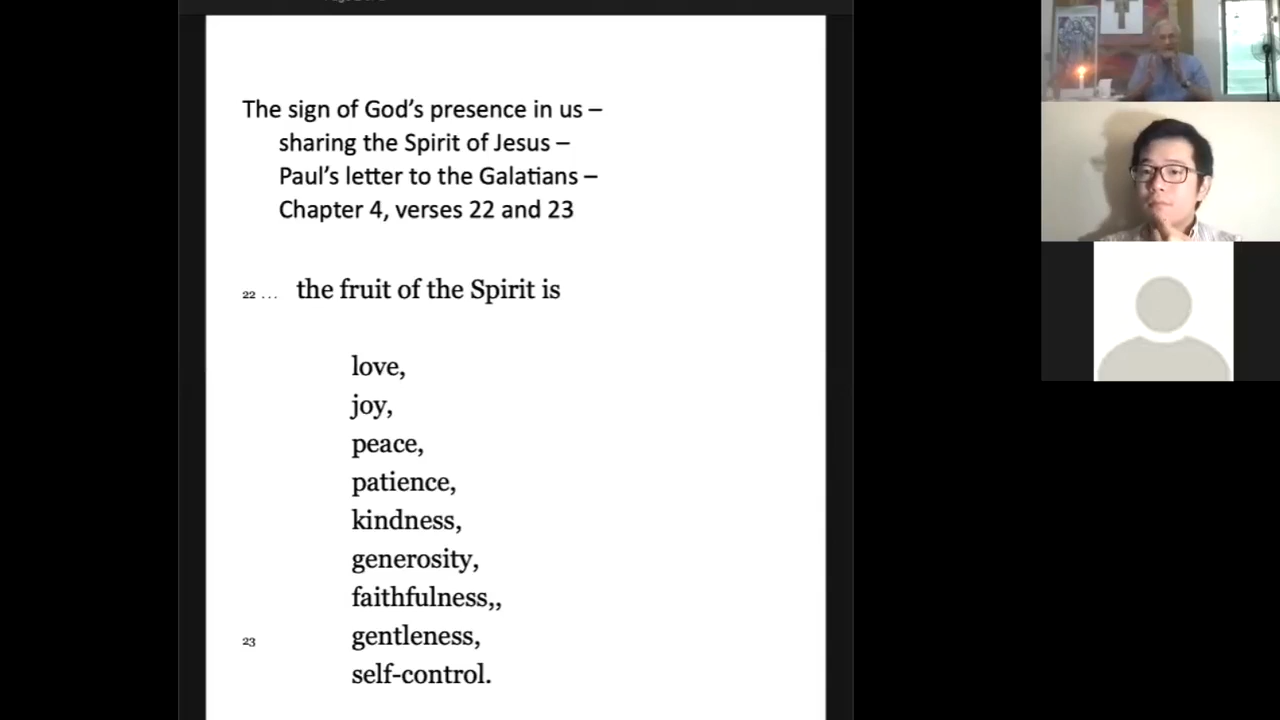 The sign of God’s presence in us –
sharing the Spirit of Jesus –
Paul’s letter to the Galatians –
Chapter 4, verses 22 and 23
22 … the fruit of the Spirit is
love,
joy,
peace,
patience,
kindness,
generosity,
faithfulness,,
23 gentleness,
self-control.